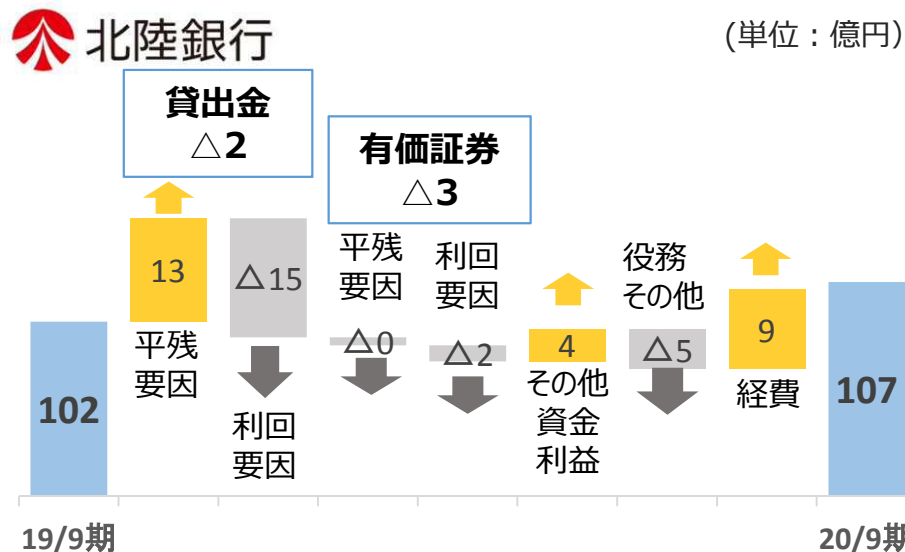 北陸銀行
(単位：億円)
貸出金
△2
有価証券
△3
13
平残
要因
△15
利回
要因
平残
要因
△0
利回
要因
△2
4
その他
資金
利益
役務
その他
△5
9
経費
102
107
19/9期
20/9期